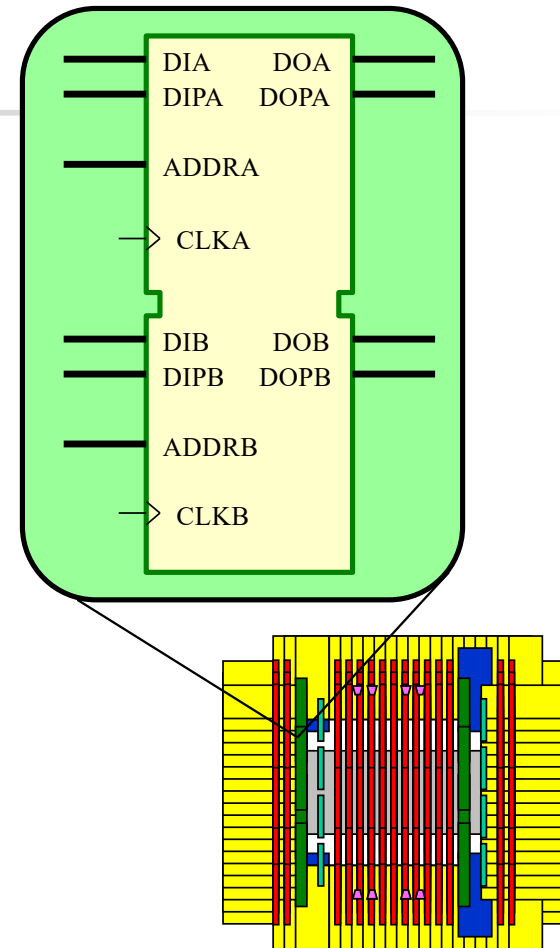 DIA DOA
DIPA DOPA
ADDRA
CLKA
DIB DOB
DIPB DOPB
ADDRB
CLKB